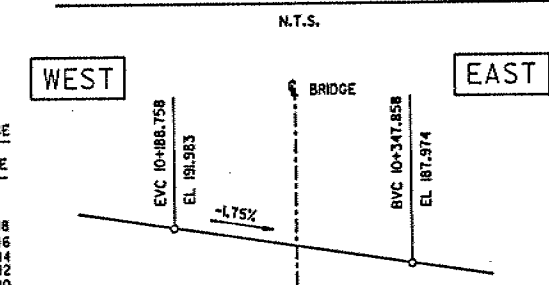 N.T.S.
WEST
EAST
℄ BRIDGE
EVC 10+188.758
EL 191.983
BVC 10+347.858
EL 187.974
-1.75%